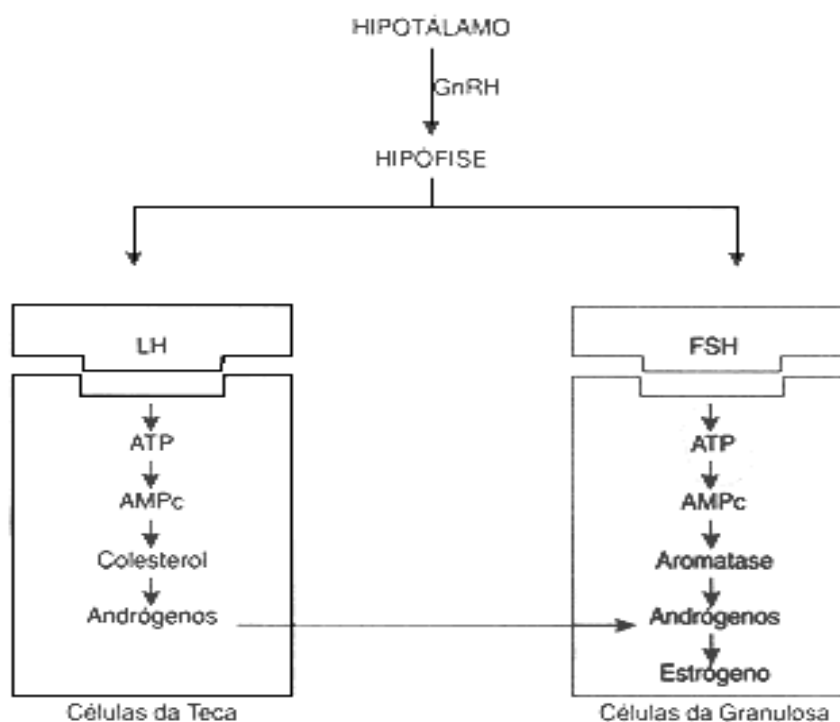 HIPOTÁLAMO
GnRH
HIPÓFISE
LH
ATP
AMPc
Colesterol
Andrógenos
Células da Teca
FSH
ATP
AMPc
Aromatase
Andrógenos
Estrógeno
Células da Granulosa